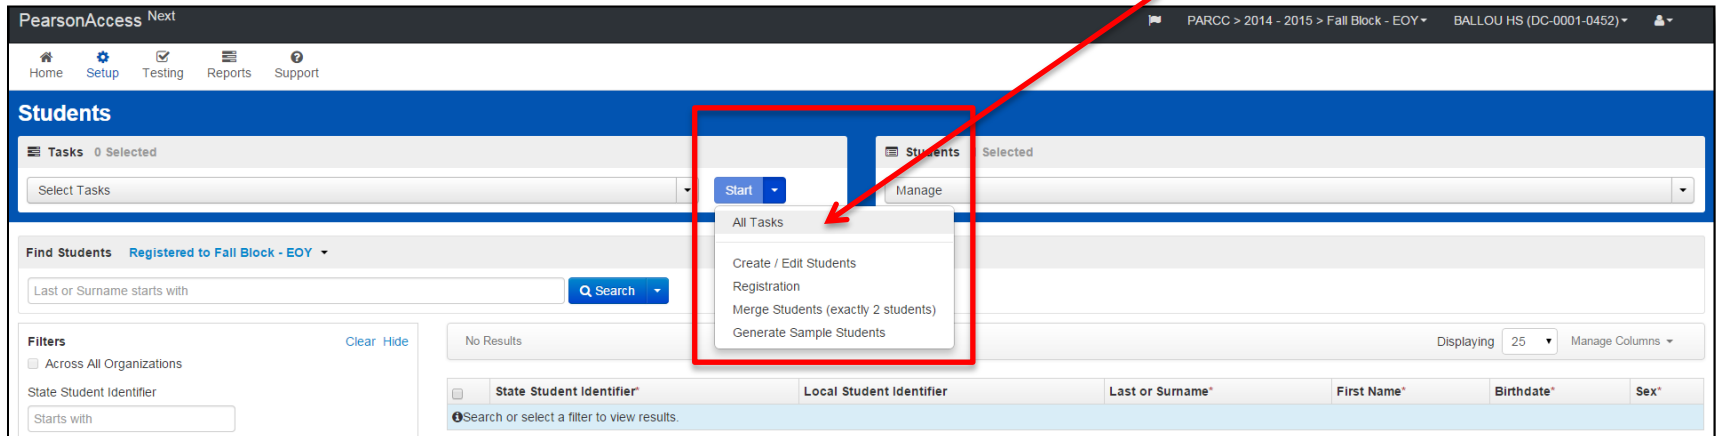 PearsonAccess Next
PARCC > 2014 - 2015 > Fall Block - EOY
BALLOU HS (DC-0001-0452)
Home
Setup
Testing
Reports
Support
Students
Tasks 0 Selected
Students Selected
Select Tasks
Start
Manage
All Tasks
Create / Edit Students
Registration
Merge Students (exactly 2 students)
Generate Sample Students
Find Students Registered to Fall Block - EOY
Last or Surname starts with
Search
Filters
Clear Hide
Across All Organizations
State Student Identifier
Starts with
No Results
Displaying 25
Manage Columns
State Student Identifier*
Local Student Identifier
Last or Surname*
First Name*
Birthdate*
Sex*
Search or select a filter to view results.